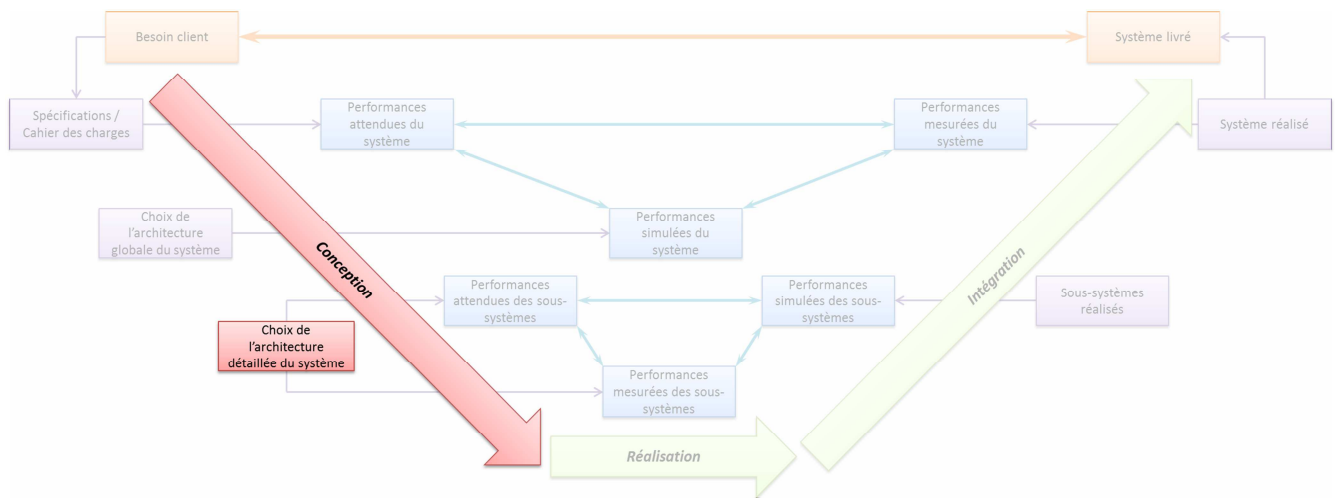 Besoin client
Système livré
Spécifications /
Cahier des charges
Performances
attendues du
système
Performances
mesurées du
système
Système réalisé
Choix de
l'architecture
globale du système
Performances
simulées du
système
Conception
Intégration
Performances
attendues des sous-
systèmes
Performances
simulées des sous-
systèmes
Sous-systèmes
réalisés
Choix de
l'architecture
détaillée du système
Performances
mesurées des sous-
systèmes
Réalisation